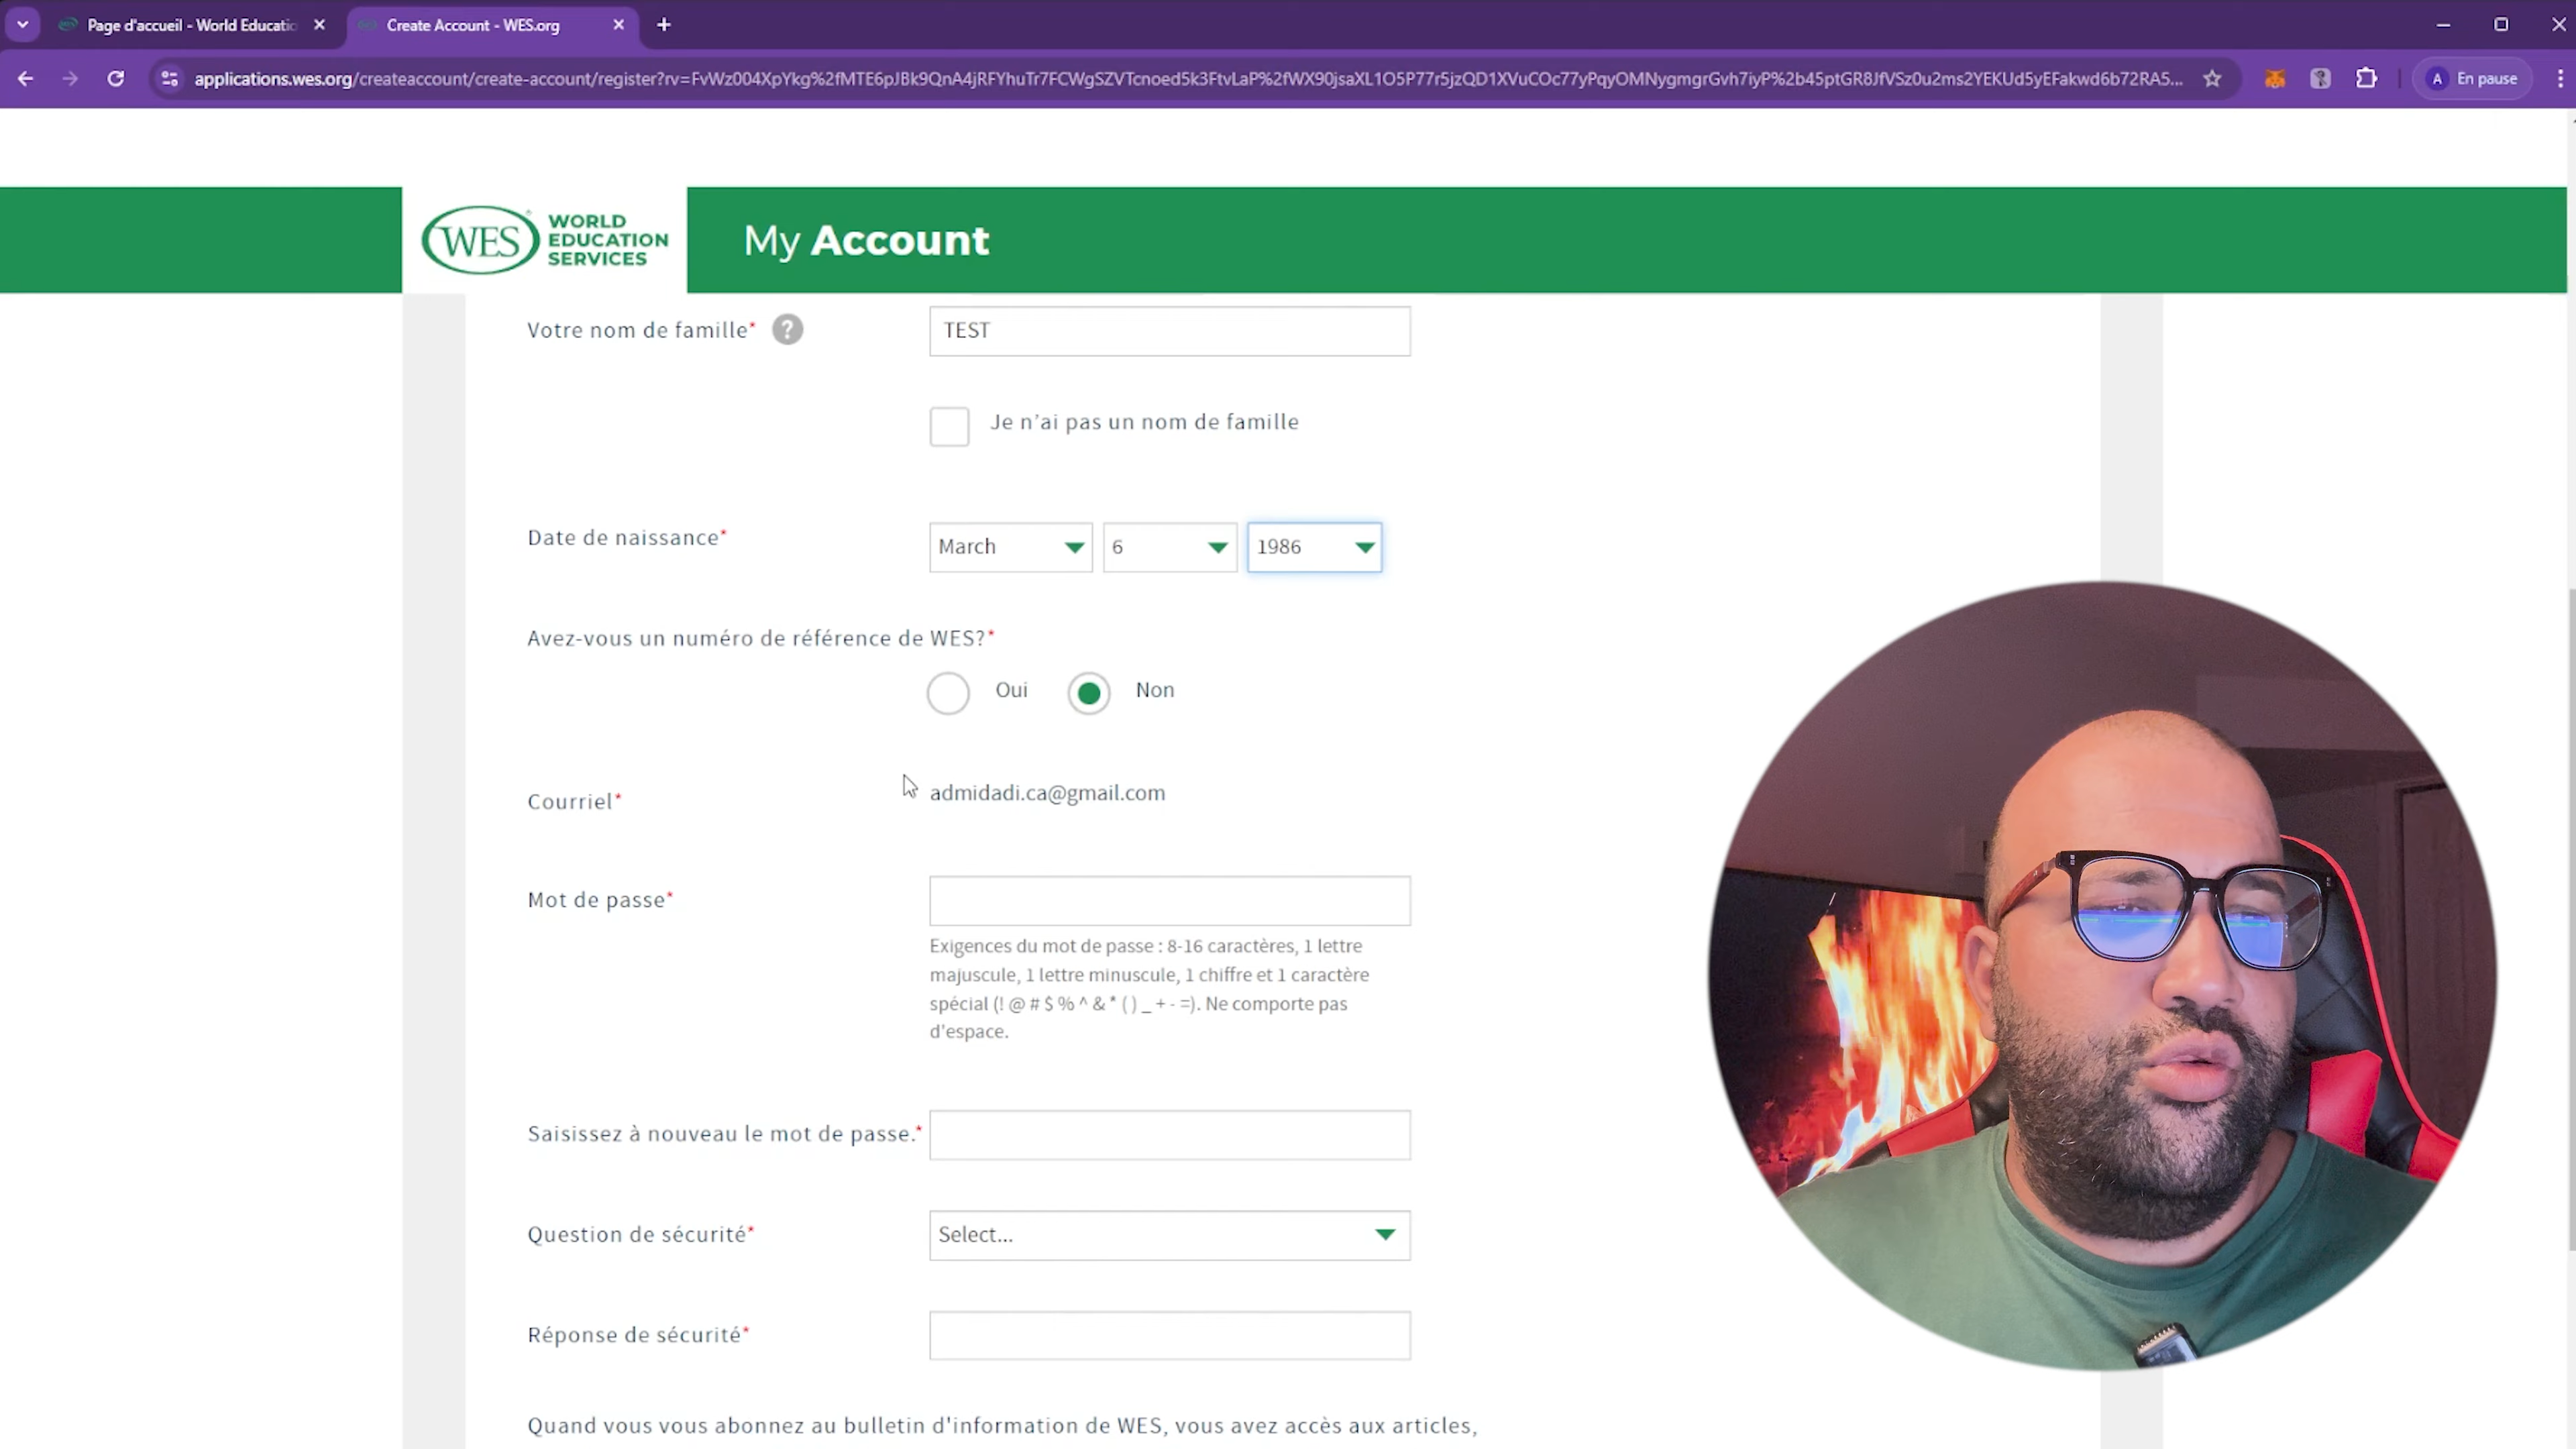 Page d'accueil - World Educatio
Create Account - WES.org
applications.wes.org/createaccount/create-account/register?rv=FvWz004XpYkg%2fMTE6pJBk9QnA4jRFYhuTr7FCWgSZVTcnoed5k3FtvLaP%2fWX90jsaXL1O5P77r5jzQD1XVuCOc77yPqyOMNygmgrGvh7iyP%2b45ptGR8JfVSz0u2ms2YEKUd5yEFakwd6b72RA5...
A En pause
WES WORLD EDUCATION SERVICES
My Account
Votre nom de famille* ? TEST
Je n'ai pas un nom de famille
Date de naissance* March 6 1986
Avez-vous un numéro de référence de WES?*
Oui Non
Courriel* admidadi.ca@gmail.com
Mot de passe*
Exigences du mot de passe : 8-16 caractères, 1 lettre
majuscule, 1 lettre minuscule, 1 chiffre et 1 caractère
spécial (! @ # $ % ^ & * ( ) _ + - =). Ne comporte pas
d'espace.
Saisissez à nouveau le mot de passe.*
Question de sécurité* Select...
Réponse de sécurité*
Quand vous vous abonnez au bulletin d'information de WES, vous avez accès aux articles,